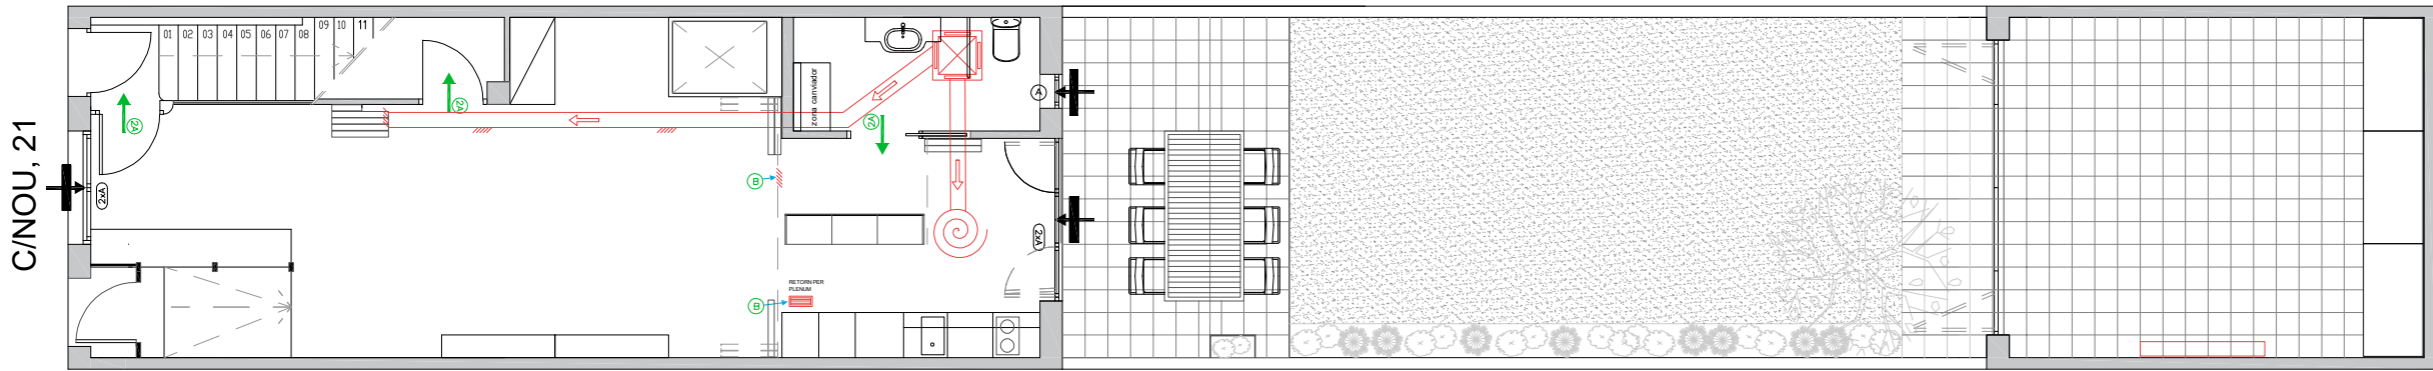 C/NOU, 21
01 02 03 04 05 06 07 08 09 10 11
2A
2A
2A
2xA
zona canviador
A
2xA
B
RETORN PER
PLENUM
B